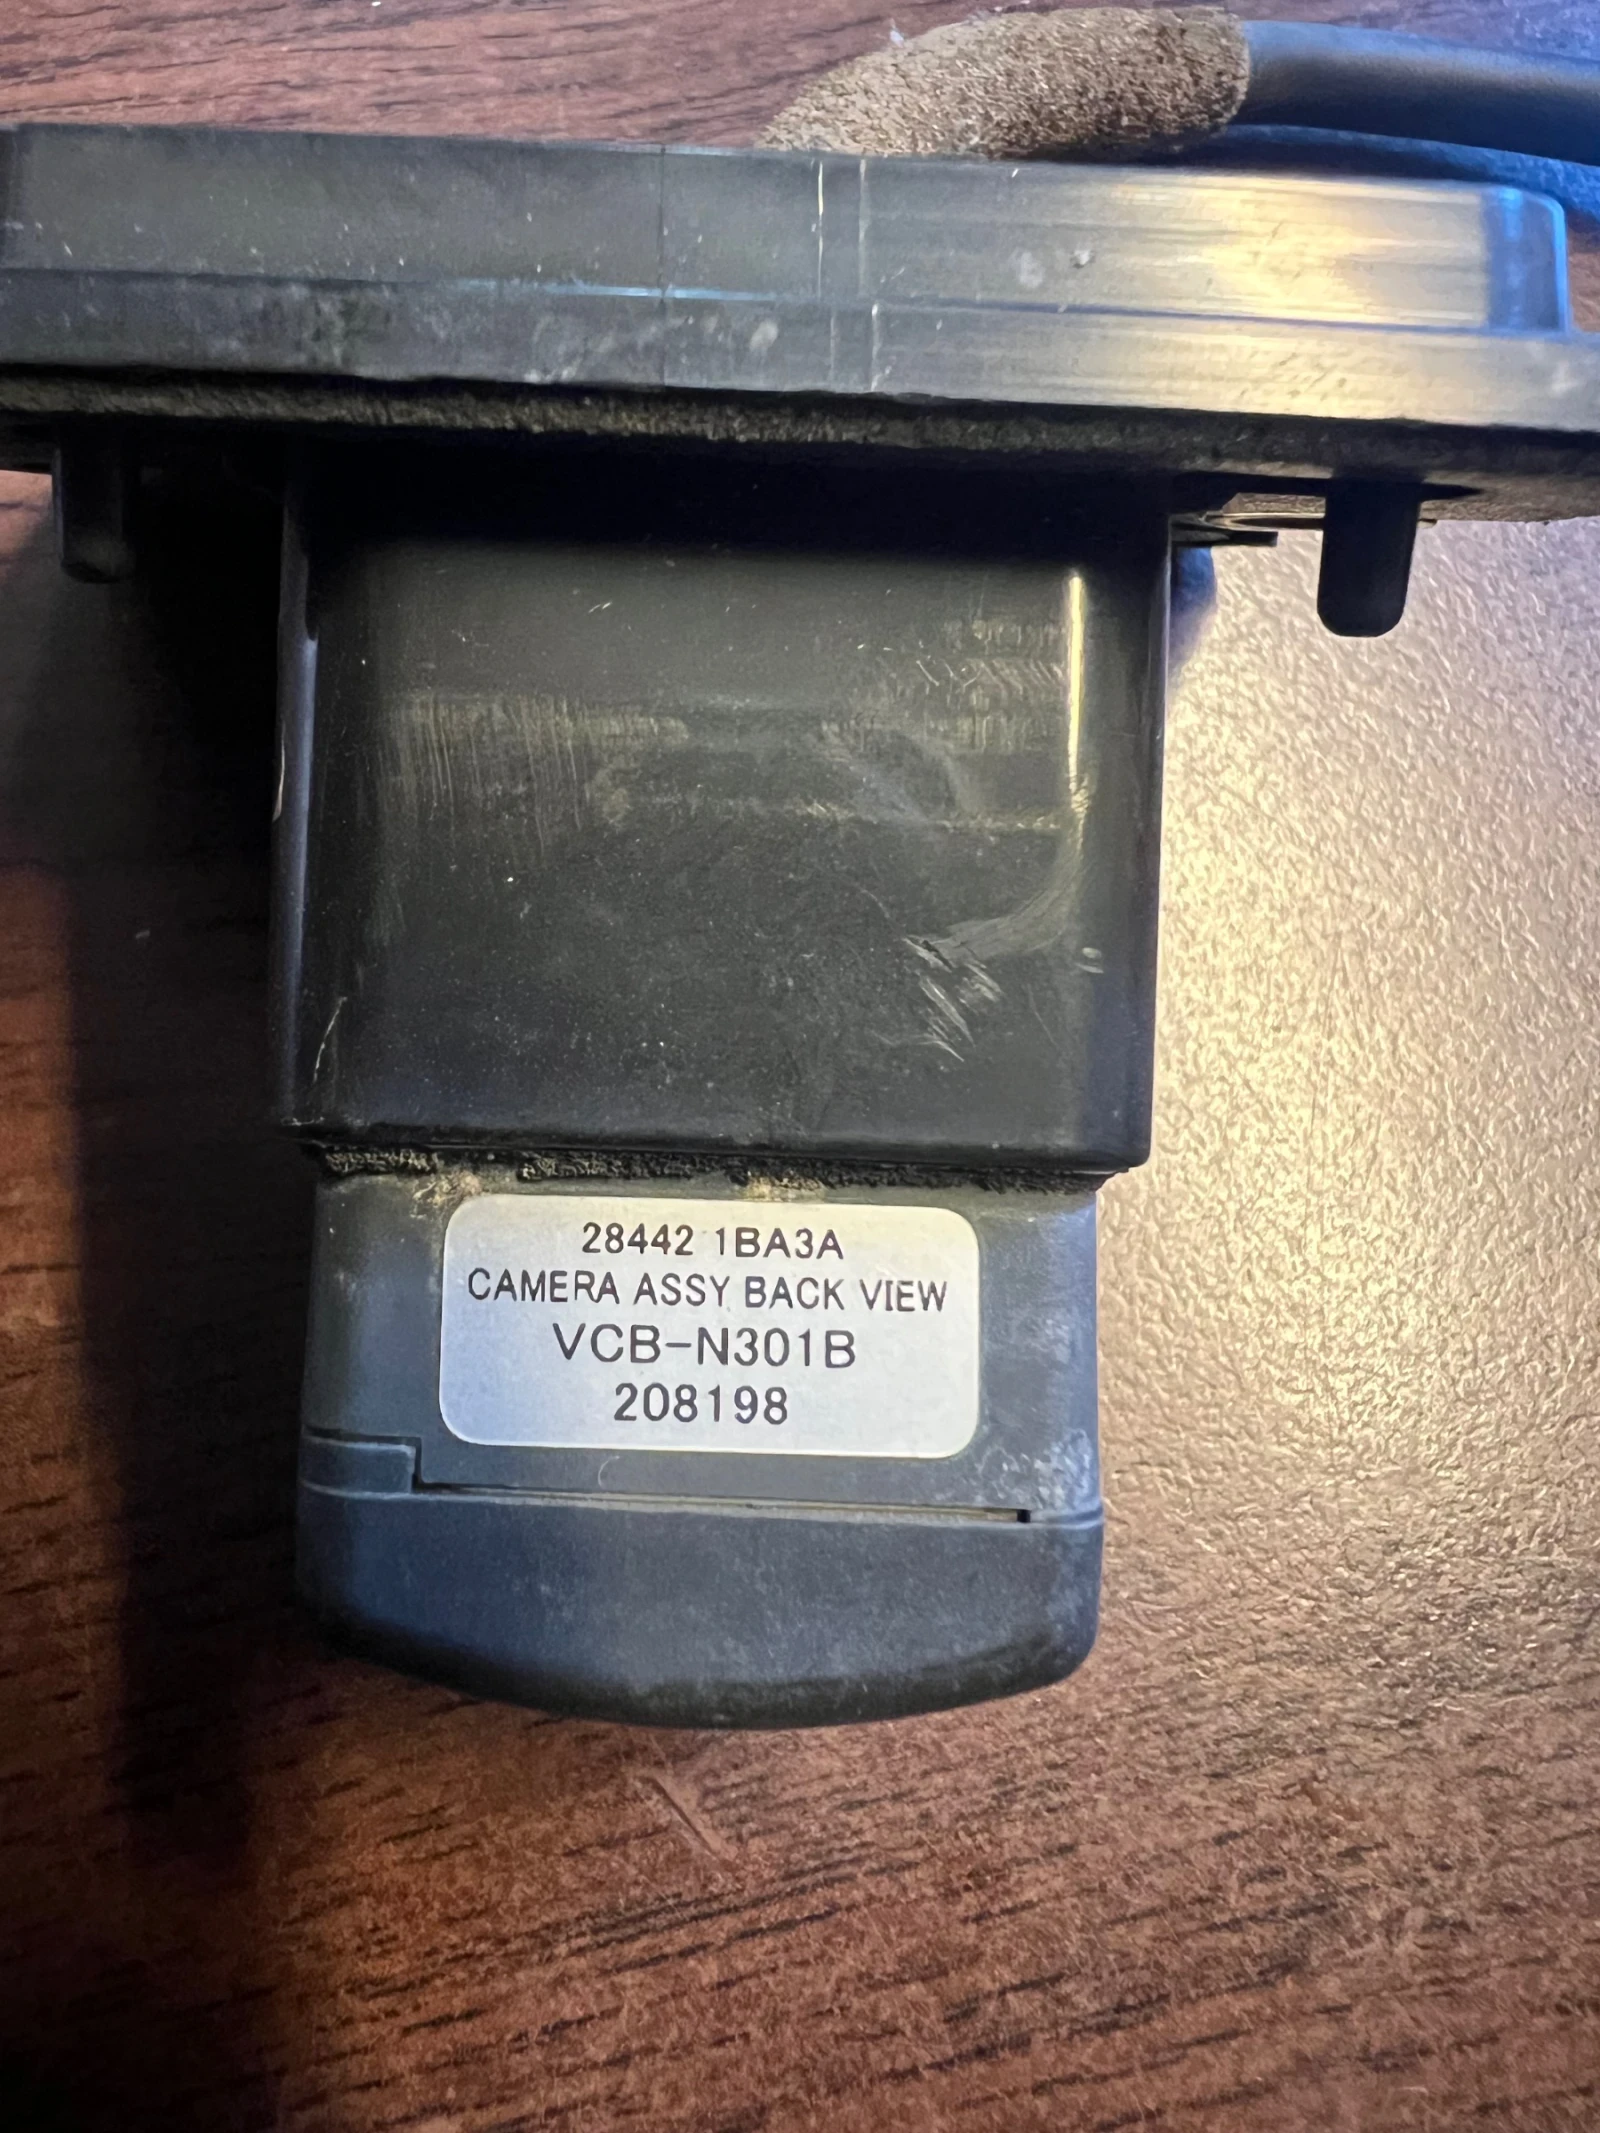 28442 1BA3A
CAMERA ASSY BACK VIEW
VCB-N301B
208198